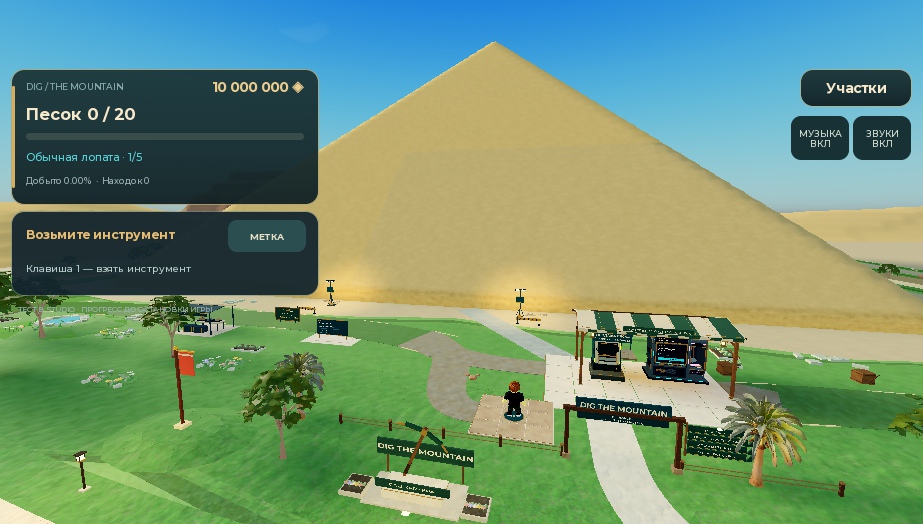 DIG / THE MOUNTAIN
10 000 000
Песок 0 / 20
Обычная лопата · 1/5
Добыто 0.00% · Находок 0
Возьмите инструмент
МЕТКА
Клавиша 1 — взять инструмент
Участки
МУЗЫКА
ВКЛ
ЗВУКИ
ВКЛ
DIG THE MOUNTAIN
DIG THE MOUNTAIN